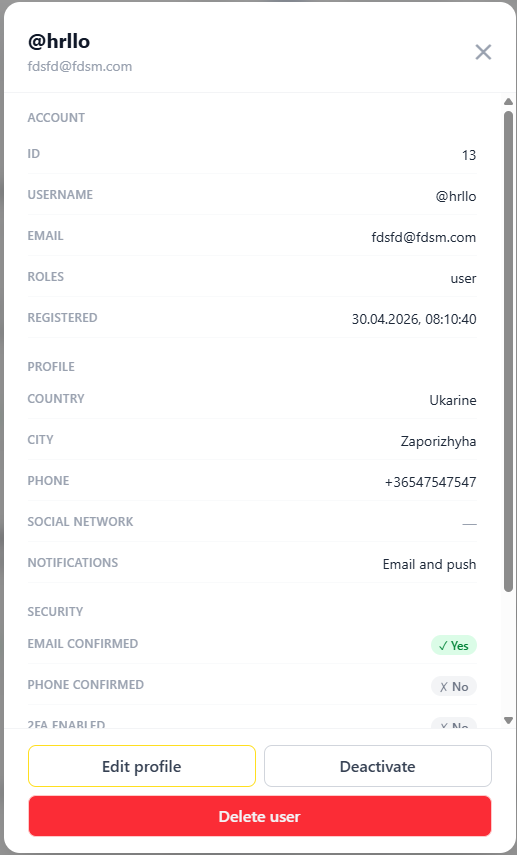 @hrllo
fdsfd@fdsm.com
ACCOUNT
ID 13
USERNAME @hrllo
EMAIL fdsfd@fdsm.com
ROLES user
REGISTERED 30.04.2026, 08:10:40
PROFILE
COUNTRY Ukarine
CITY Zaporizhyha
PHONE +36547547547
SOCIAL NETWORK —
NOTIFICATIONS Email and push
SECURITY
EMAIL CONFIRMED ✓ Yes
PHONE CONFIRMED ✗ No
2FA ENABLED ✗ No
Edit profile Deactivate
Delete user